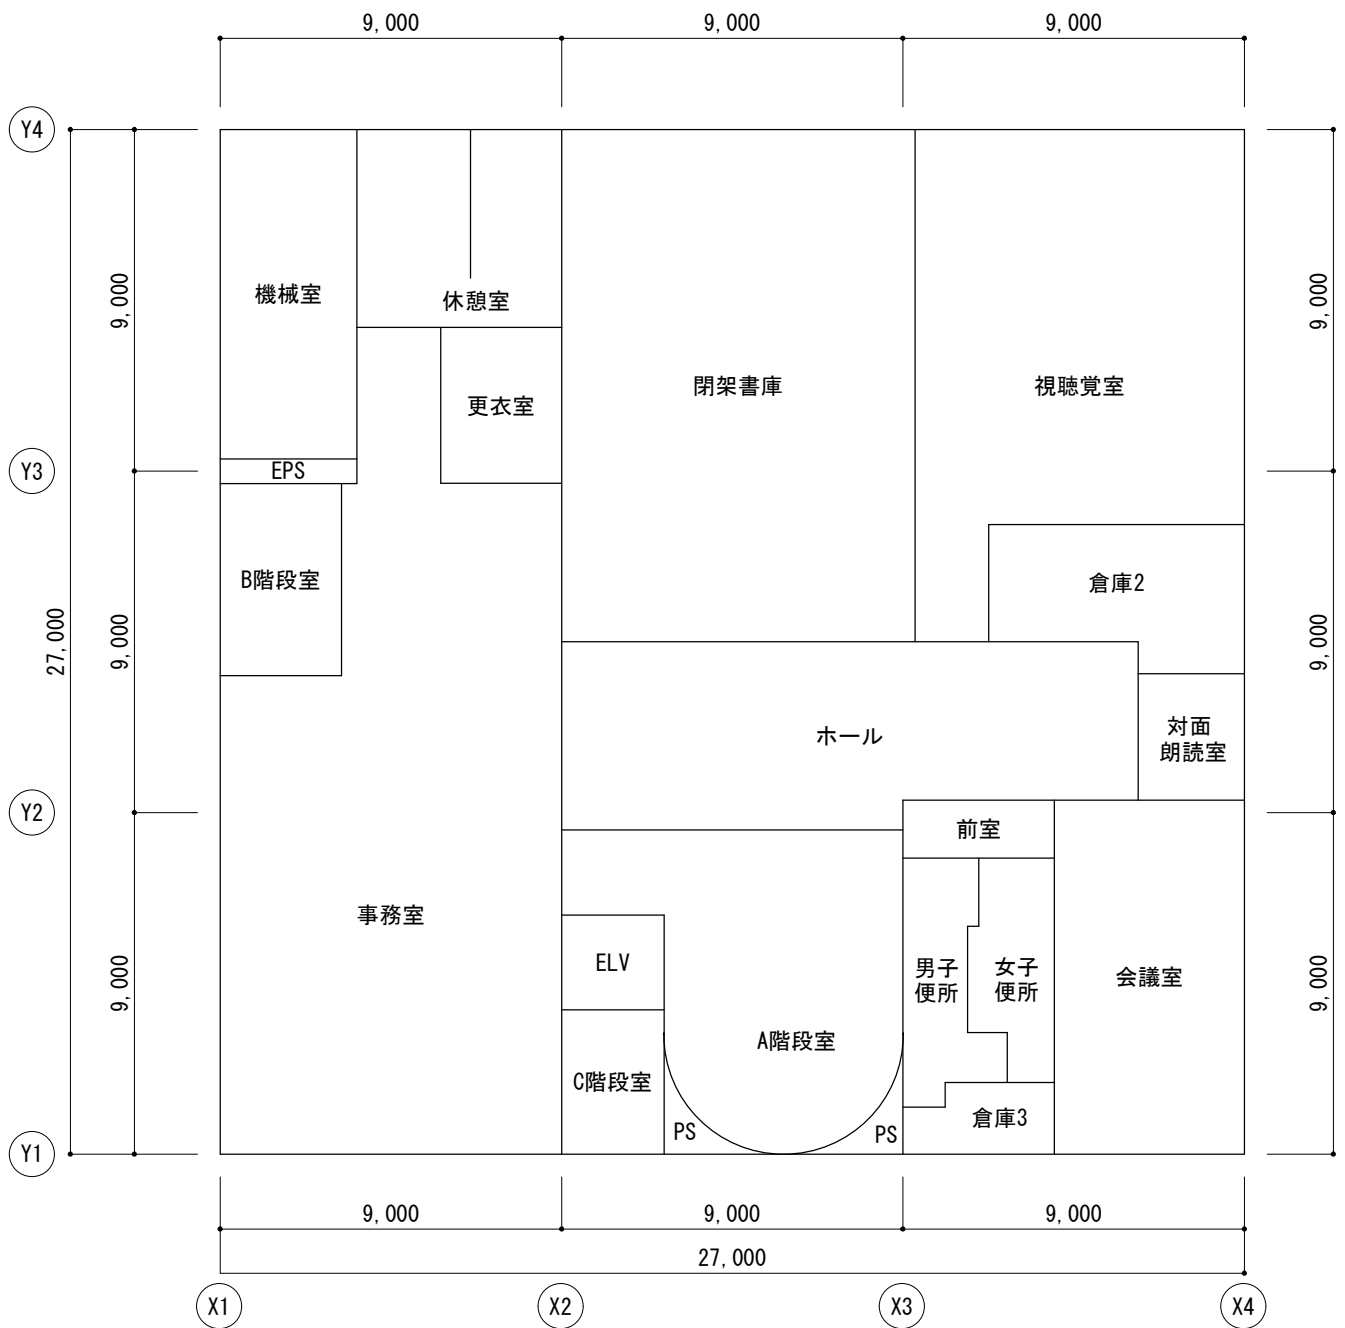 9,000
9,000
9,000
Y4
機械室
休憩室
9,000
9,000
閉架書庫
視聴覚室
更衣室
Y3
EPS
B階段室
倉庫2
27,000
9,000
9,000
ホール
対面
朗読室
Y2
前室
事務室
ELV
男子
便所
女子
便所
会議室
9,000
9,000
A階段室
C階段室
倉庫3
PS
PS
Y1
9,000
9,000
9,000
27,000
X1
X2
X3
X4